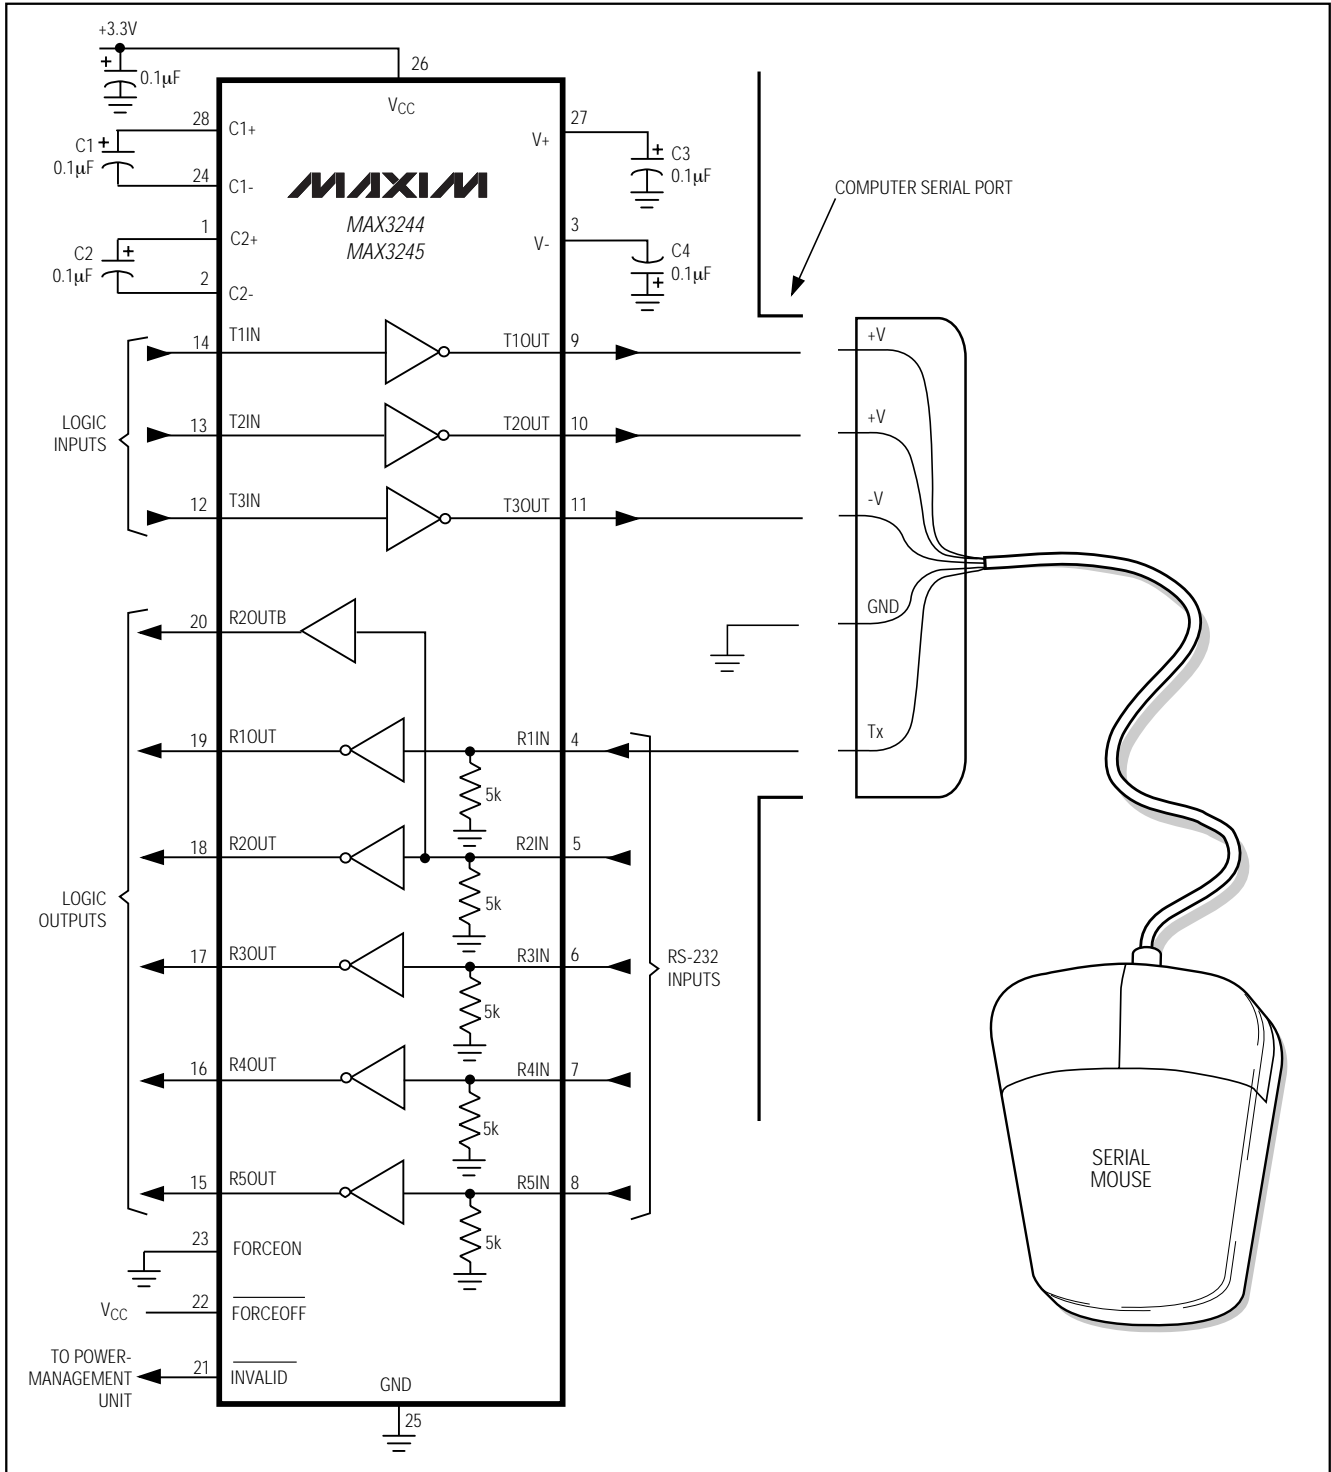 +3.3V
+
0.1μF
26
VCC
28
C1+
C1
+
0.1μF
24
C1-
1
C2+
C2
+
0.1μF
2
C2-
MAXIM
MAX3244
MAX3245
27
V+
+
C3
0.1μF
3
V-
C4
0.1μF
+
COMPUTER SERIAL PORT
LOGIC
INPUTS
14
T1IN
T1OUT
9
+V
13
T2IN
T2OUT
10
+V
12
T3IN
T3OUT
11
-V
20
R2OUTB
GND
19
R1OUT
R1IN
4
Tx
5k
18
R2OUT
R2IN
5
5k
LOGIC
OUTPUTS
17
R3OUT
R3IN
6
5k
RS-232
INPUTS
16
R4OUT
R4IN
7
5k
15
R5OUT
R5IN
8
5k
SERIAL
MOUSE
23
FORCEON
VCC
22
FORCEOFF
TO POWER-
MANAGEMENT
UNIT
21
INVALID
GND
25